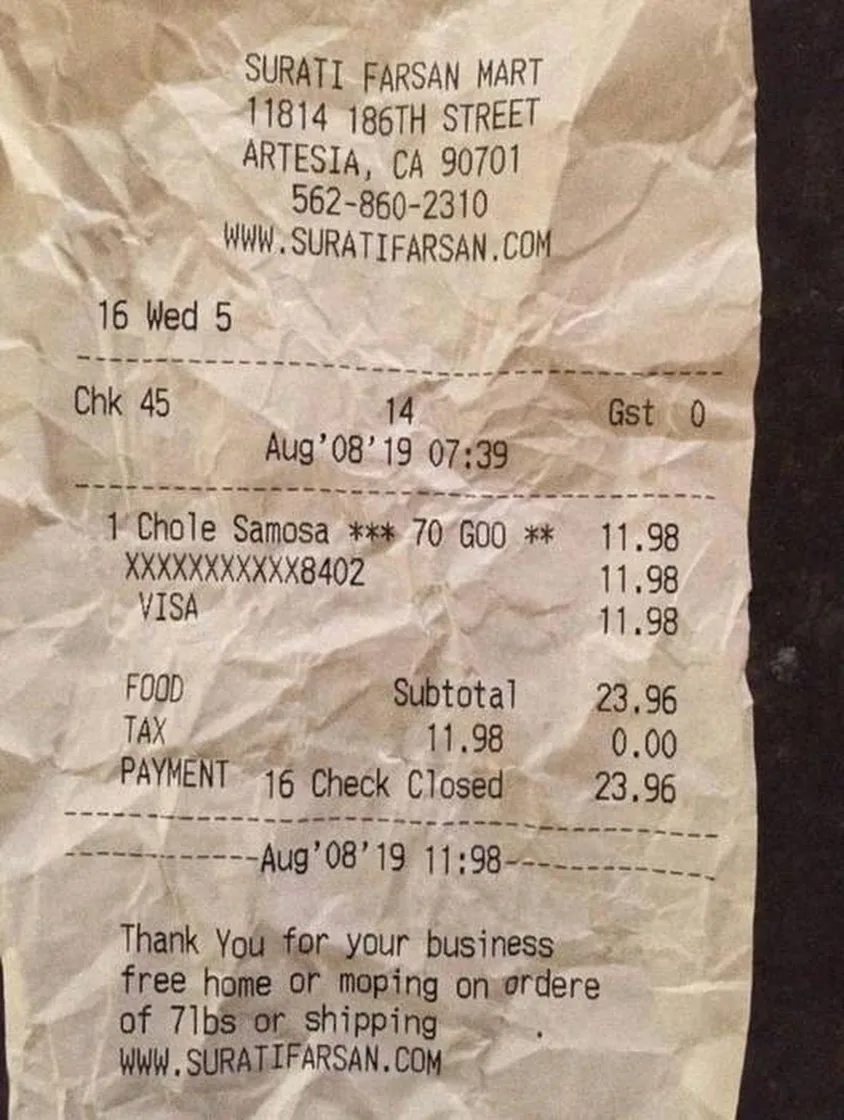 SURATI FARSAN MART
11814 186TH STREET
ARTESIA, CA 90701
562-860-2310
WWW.SURATIFARSAN.COM
16 Wed 5
Chk 45 14 Gst 0
Aug'08'19 07:39
1 Chole Samosa *** 70 GOO ** 11.98
XXXXXXXXXXX8402 11.98
VISA 11.98
FOOD Subtotal 23.96
TAX 11.98 0.00
PAYMENT 16 Check Closed 23.96
----------Aug'08'19 11:98----------
Thank You for your business
free home or moping on ordere
of 7lbs or shipping
WWW.SURATIFARSAN.COM